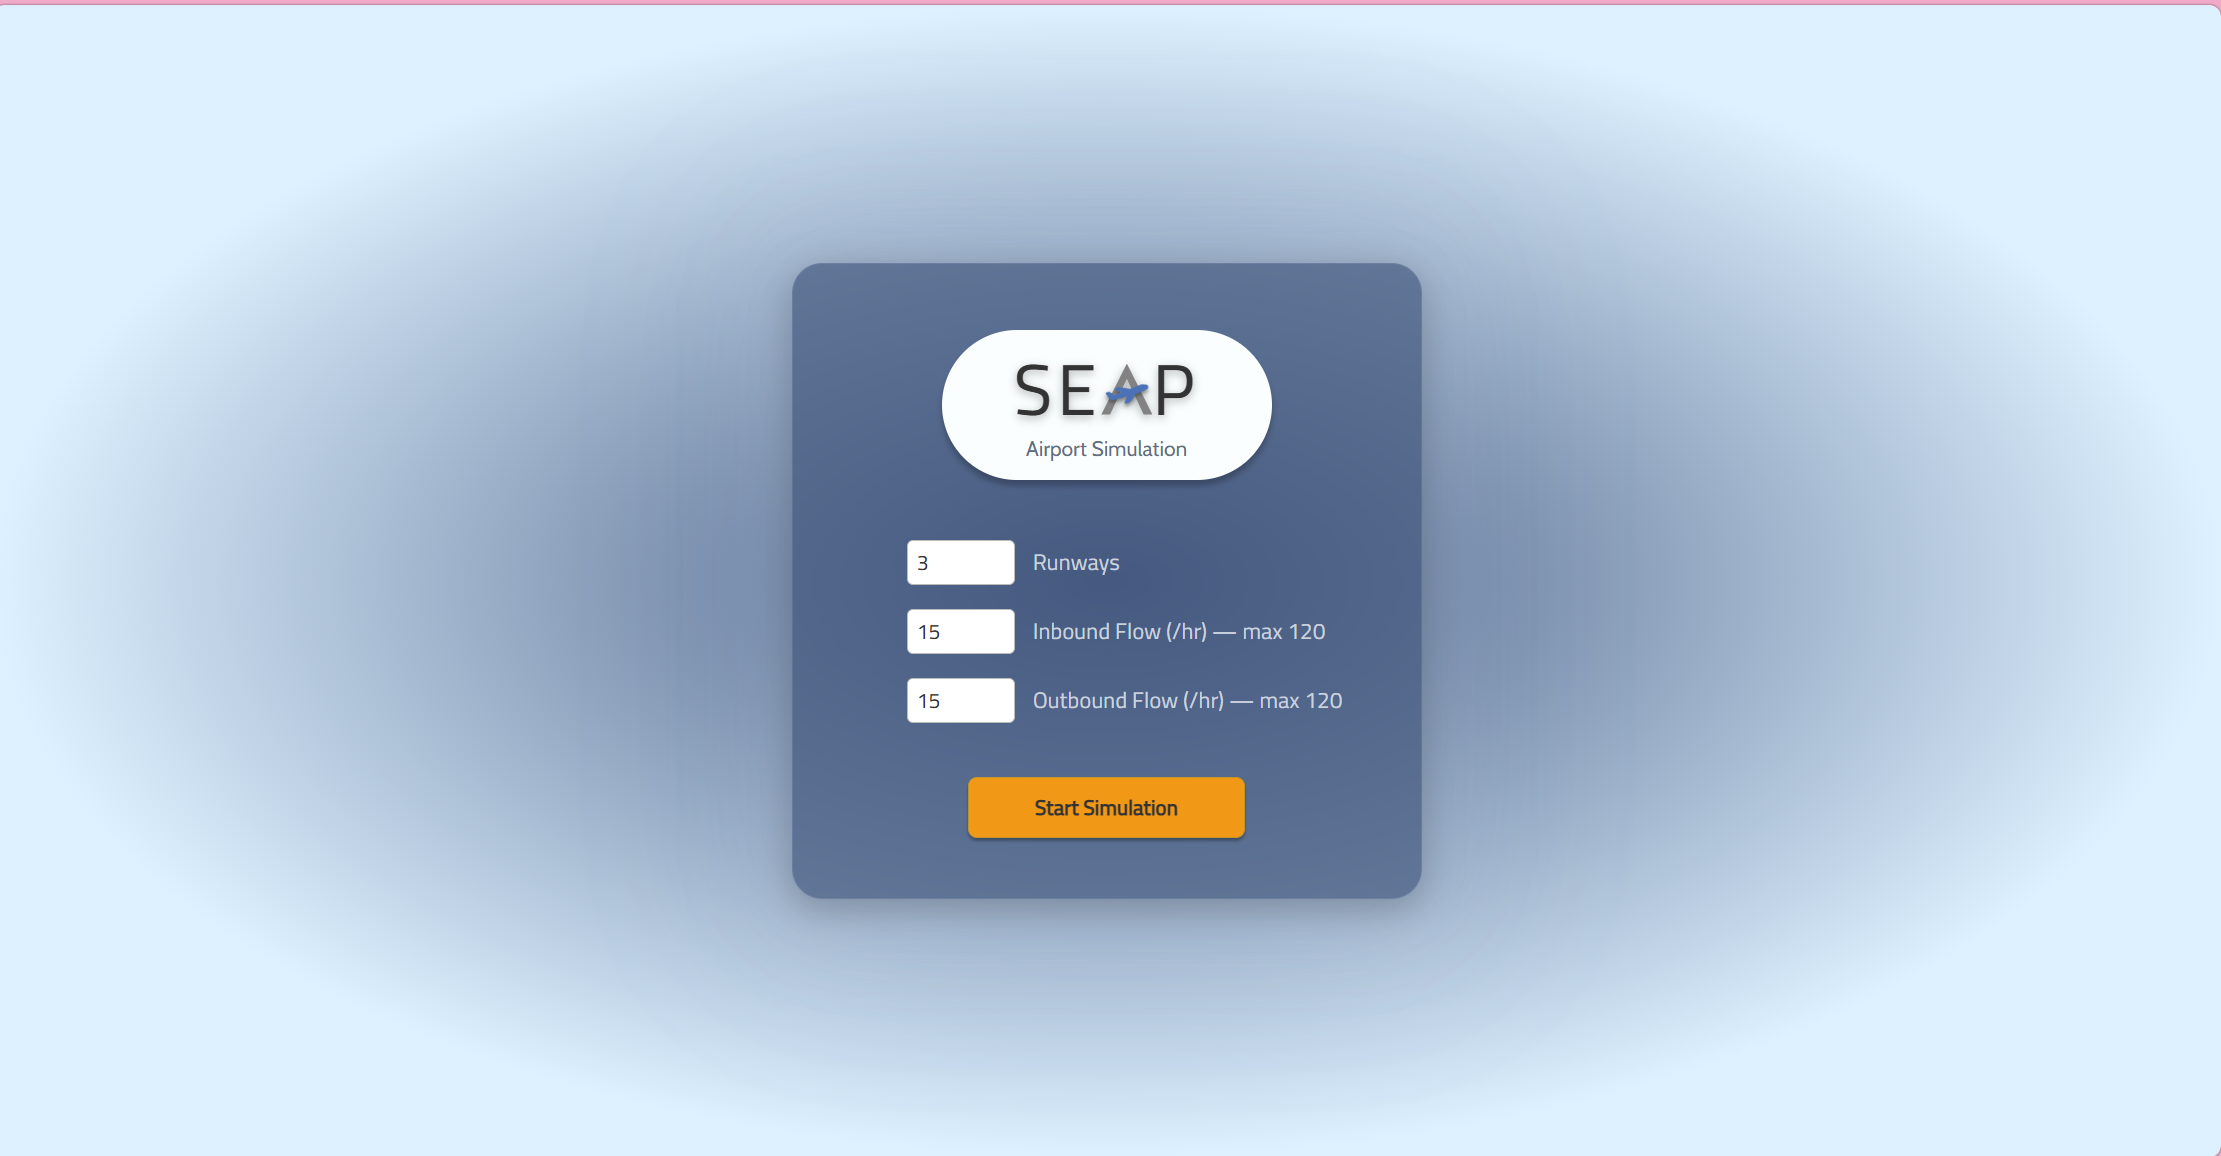 SEAP
Airport Simulation
3 Runways
15 Inbound Flow (/hr) — max 120
15 Outbound Flow (/hr) — max 120
Start Simulation